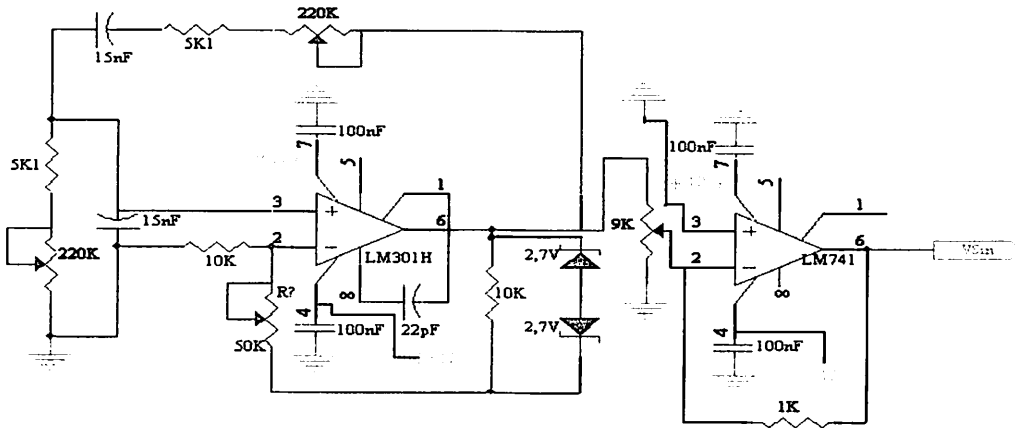 220K
15nF
5K1
100nF
7
5
5K1
1
3
+
6
15nF
220K
10K
2
−
LM301H
R?
8
4
50K
100nF
22pF
10K
2,7V
2,7V
9K
100nF
7
5
1
3
+
6
2
−
LM741
8
4
100nF
1K
VSin